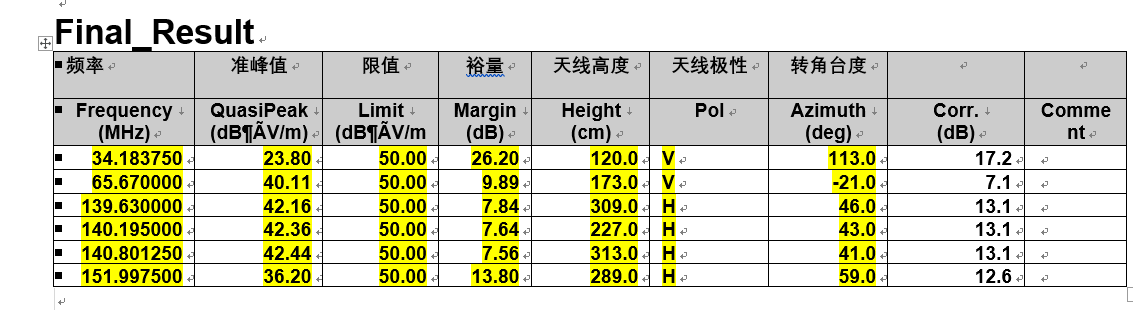 Final_Result
频率 准峰值 限值 裕量 天线高度 天线极性 转角台度
Frequency QuasiPeak Limit Margin Height Pol Azimuth Corr. Comme
(MHz) (dB¶ÃV/m) (dB¶ÃV/m (dB) (cm) (deg) (dB) nt
34.183750 23.80 50.00 26.20 120.0 V 113.0 17.2
65.670000 40.11 50.00 9.89 173.0 V -21.0 7.1
139.630000 42.16 50.00 7.84 309.0 H 46.0 13.1
140.195000 42.36 50.00 7.64 227.0 H 43.0 13.1
140.801250 42.44 50.00 7.56 313.0 H 41.0 13.1
151.997500 36.20 50.00 13.80 289.0 H 59.0 12.6